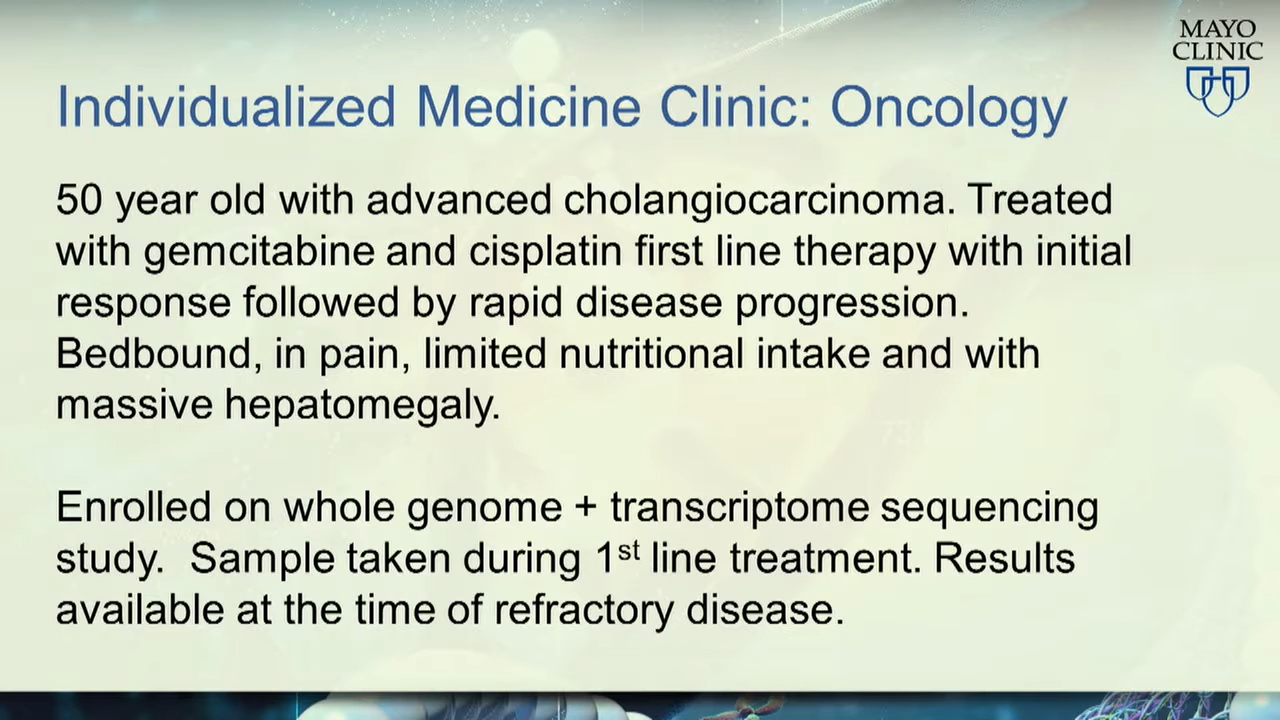 MAYO
CLINIC
Individualized Medicine Clinic: Oncology
50 year old with advanced cholangiocarcinoma. Treated
with gemcitabine and cisplatin first line therapy with initial
response followed by rapid disease progression.
Bedbound, in pain, limited nutritional intake and with
massive hepatomegaly.
Enrolled on whole genome + transcriptome sequencing
study.  Sample taken during 1st line treatment. Results
available at the time of refractory disease.